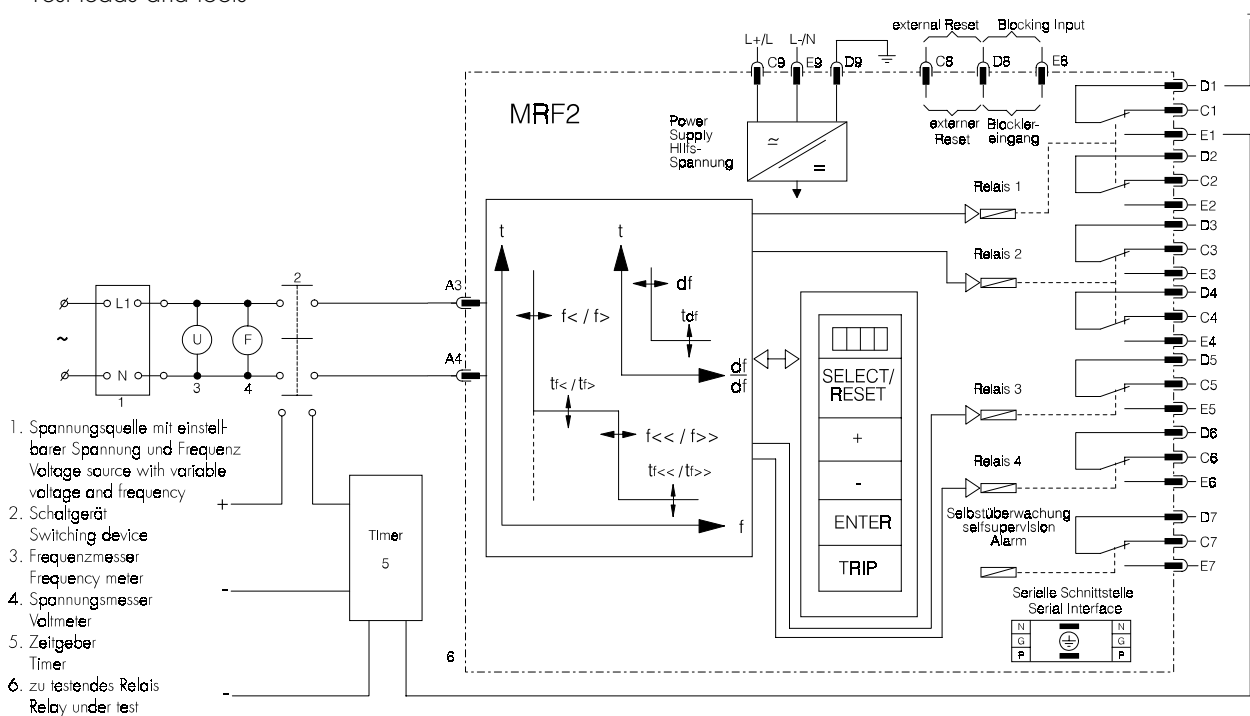 Test leads and tools
external Reset
Blocking Input
L+/L
L-/N
C9
E9
D9
C8
D8
E8
MRF2
Power
Supply
Hilfs-
Spannung
≃
=
externer
Reset
Blockier-
eingang
D1
C1
E1
D2
C2
E2
D3
C3
E3
D4
C4
E4
D5
C5
E5
D6
C6
E6
D7
C7
E7
Relais 1
Relais 2
Relais 3
Relais 4
Selbstüberwachung
selfsupervision
Alarm
Serielle Schnittstelle
Serial Interface
N
G
P
N
G
P
t
t
df
f< / f>
tdf
df
df
tf< / tf>
f<< / f>>
tf<< / tf>>
f
SELECT/
RESET
+
-
ENTER
TRIP
A3
A4
2
L1
N
~
U
F
1
3
4
+
-
-
Timer
5
6
1. Spannungsquelle mit einstell-
barer Spannung und Frequenz
Voltage source with variable
voltage and frequency
2. Schaltgerät
Switching device
3. Frequenzmesser
Frequency meter
4. Spannungsmesser
Voltmeter
5. Zeitgeber
Timer
6. zu testendes Relais
Relay under test